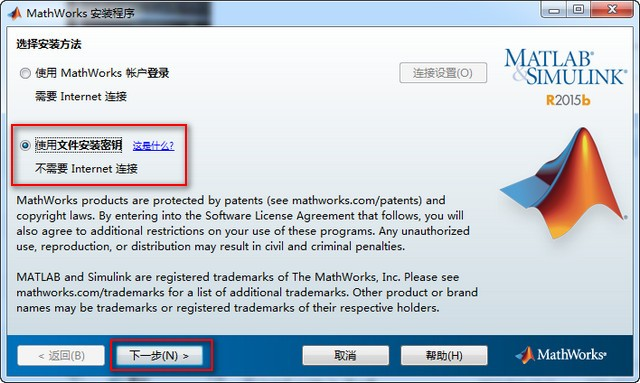 MathWorks 安装程序
选择安装方法
使用 MathWorks 帐户登录
连接设置(O)
需要 Internet 连接
使用文件安装密钥 这是什么?
不需要 Internet 连接
MATLAB®
&SIMULINK®
R2015b
MathWorks products are protected by patents (see mathworks.com/patents) and
copyright laws. By entering into the Software License Agreement that follows, you will
also agree to additional restrictions on your use of these programs. Any unauthorized
use, reproduction, or distribution may result in civil and criminal penalties.
MATLAB and Simulink are registered trademarks of The MathWorks, Inc. Please see
mathworks.com/trademarks for a list of additional trademarks. Other product or brand
names may be trademarks or registered trademarks of their respective holders.
< 返回(B) 下一步(N) > 取消 帮助(H) MathWorks®